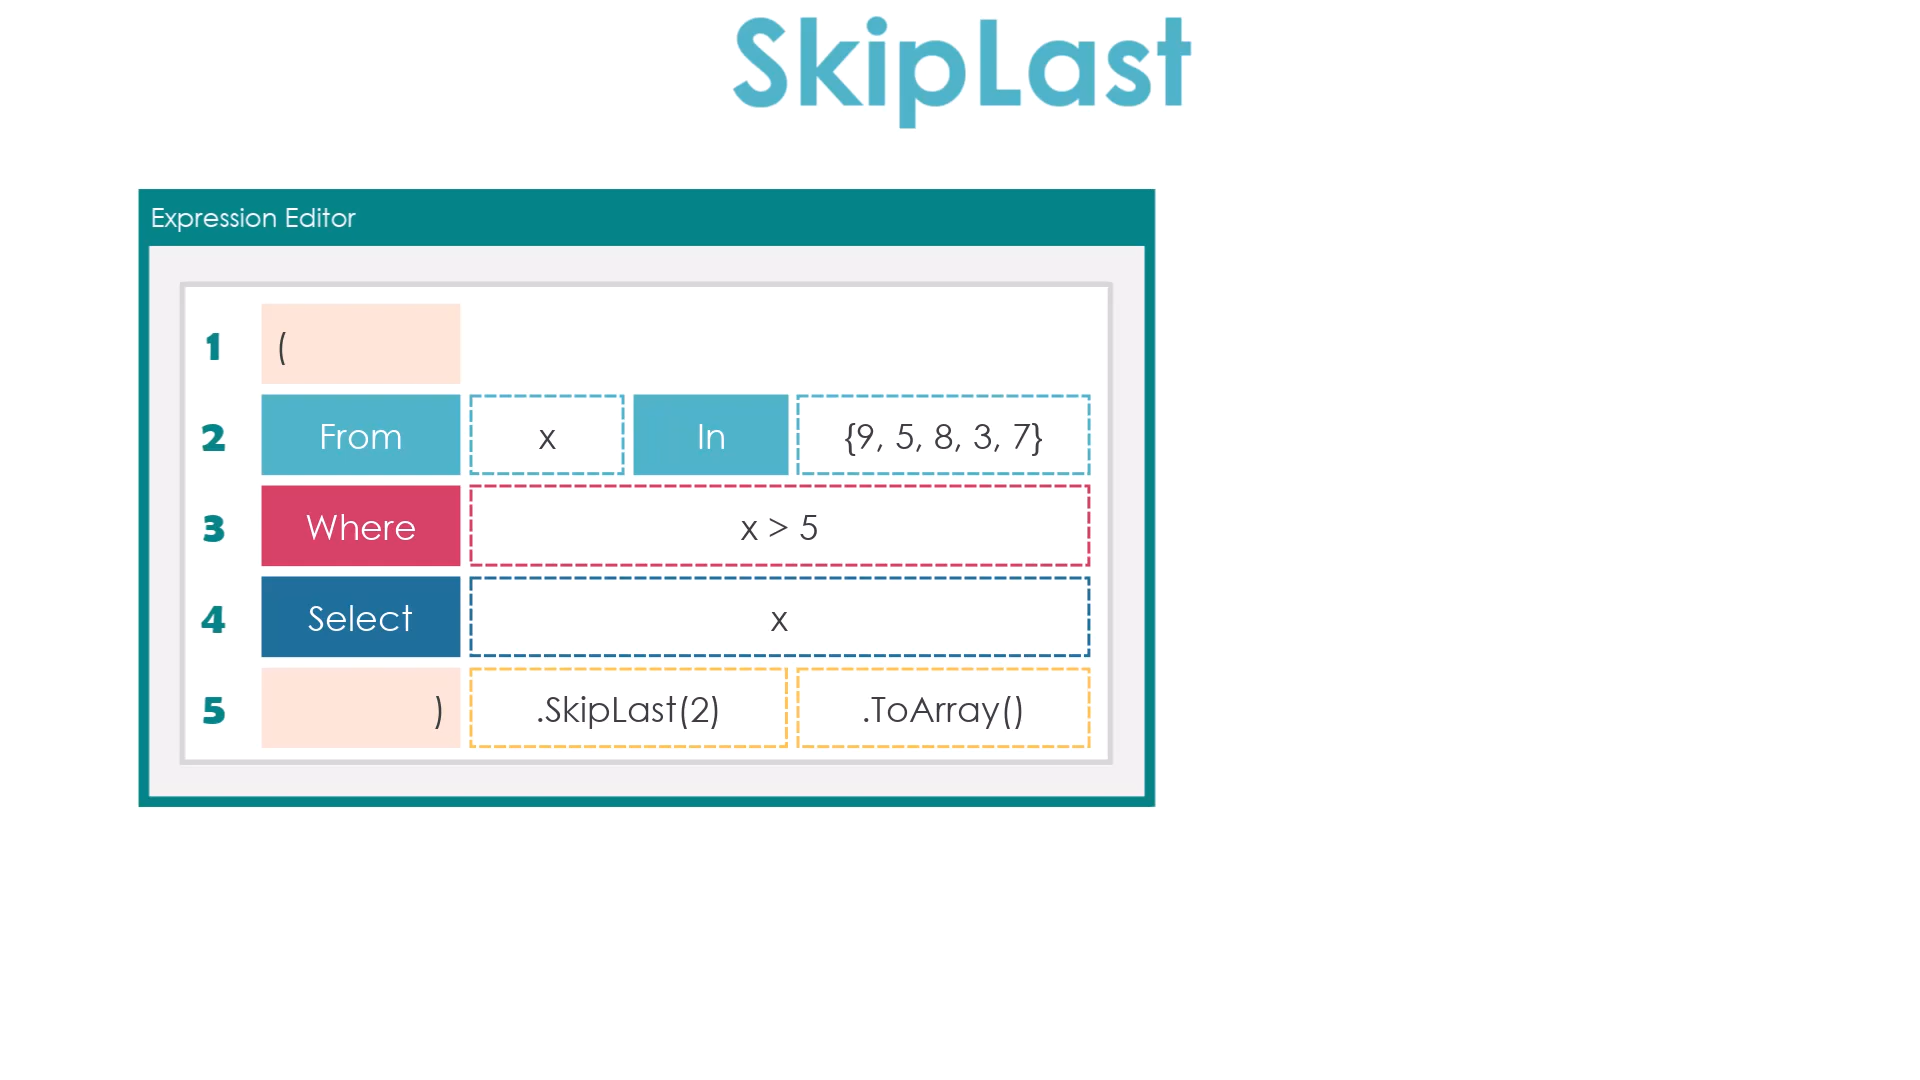 SkipLast
Expression Editor
1 (
2 From x In {9, 5, 8, 3, 7}
3 Where x > 5
4 Select x
5 ) .SkipLast(2) .ToArray()